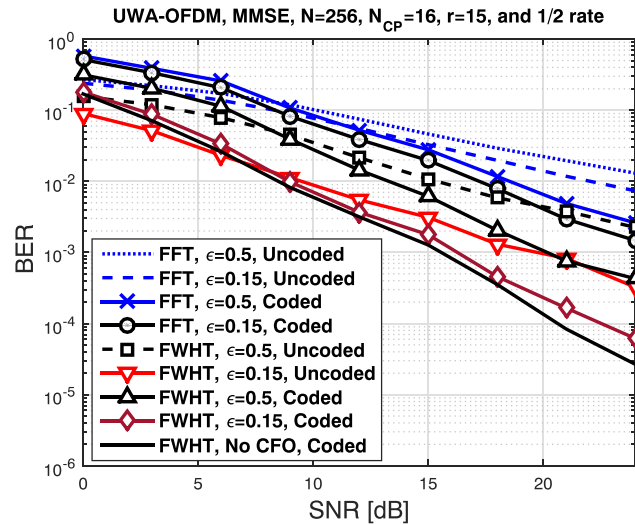 UWA-OFDM, MMSE, N=256, N_CP=16, r=15, and 1/2 rate
10^0
10^-1
10^-2
10^-3
10^-4
10^-5
10^-6
BER
FFT, ϵ=0.5, Uncoded
FFT, ϵ=0.15, Uncoded
FFT, ϵ=0.5, Coded
FFT, ϵ=0.15, Coded
FWHT, ϵ=0.5, Uncoded
FWHT, ϵ=0.15, Uncoded
FWHT, ϵ=0.5, Coded
FWHT, ϵ=0.15, Coded
FWHT, No CFO, Coded
0 5 10 15 20
SNR [dB]